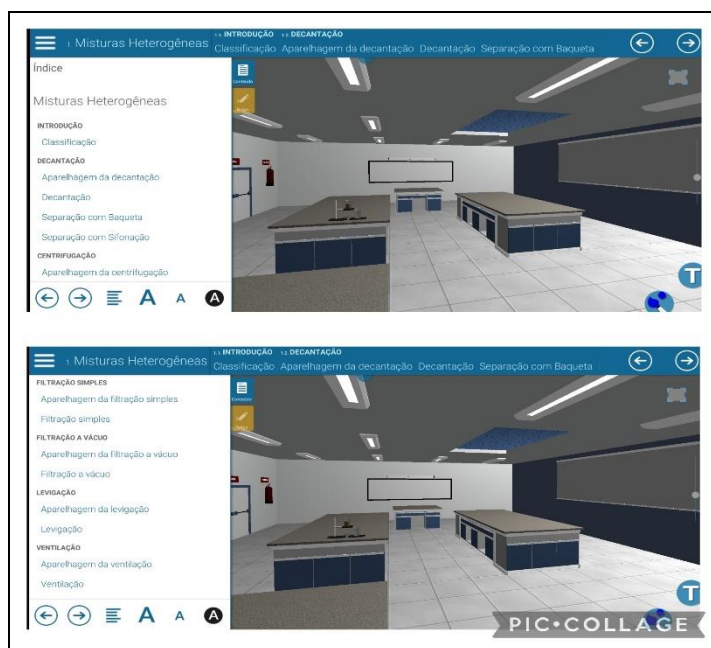 1. Misturas Heterogêneas
1.1. INTRODUÇÃO 1.2. DECANTAÇÃO
Classificação Aparelhagem da decantação Decantação Separação com Baqueta
Índice
Misturas Heterogêneas
INTRODUÇÃO
Classificação
DECANTAÇÃO
Aparelhagem da decantação
Decantação
Separação com Baqueta
Separação com Sifonação
CENTRIFUGAÇÃO
Aparelhagem da centrifugação
A A A
Conteúdo
T
1. Misturas Heterogêneas
1.1. INTRODUÇÃO 1.2. DECANTAÇÃO
Classificação Aparelhagem da decantação Decantação Separação com Baqueta
FILTRAÇÃO SIMPLES
Aparelhagem da filtração simples
Filtração simples
FILTRAÇÃO A VÁCUO
Aparelhagem da filtração a vácuo
Filtração a vácuo
LEVIGAÇÃO
Aparelhagem da levigação
Levigação
VENTILAÇÃO
Aparelhagem da ventilação
Ventilação
A A A
Conteúdo
T
PIC•COLLAGE